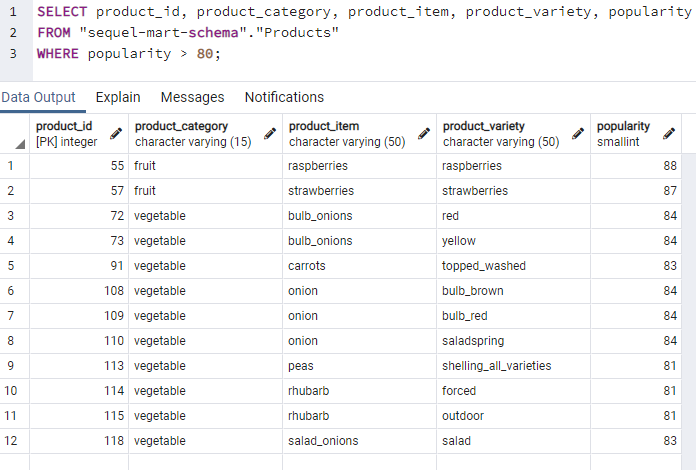 1 SELECT product_id, product_category, product_item, product_variety, popularity
2 FROM "sequel-mart-schema"."Products"
3 WHERE popularity > 80;
Data Output Explain Messages Notifications
product_id product_category product_item product_variety popularity
[PK] integer character varying (15) character varying (50) character varying (50) smallint
1 55 fruit raspberries raspberries 88
2 57 fruit strawberries strawberries 87
3 72 vegetable bulb_onions red 84
4 73 vegetable bulb_onions yellow 84
5 91 vegetable carrots topped_washed 83
6 108 vegetable onion bulb_brown 84
7 109 vegetable onion bulb_red 84
8 110 vegetable onion saladspring 84
9 113 vegetable peas shelling_all_varieties 81
10 114 vegetable rhubarb forced 81
11 115 vegetable rhubarb outdoor 81
12 118 vegetable salad_onions salad 83